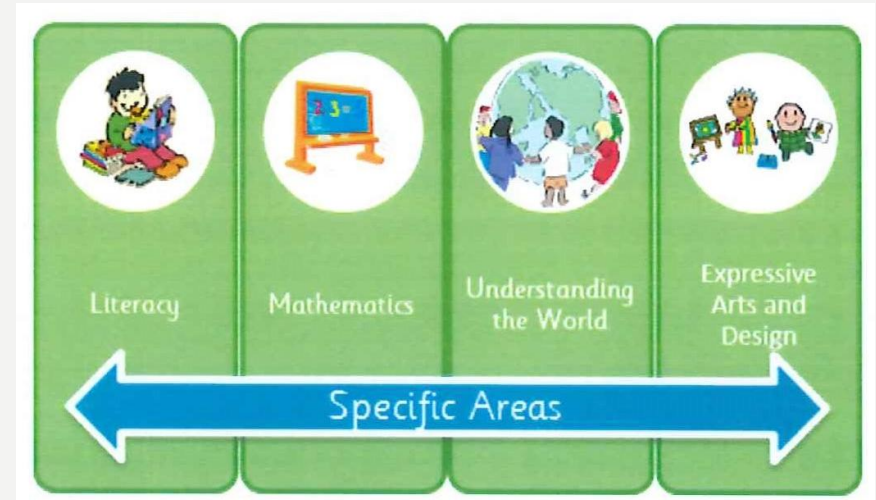 Literacy
Mathematics
Understanding
the World
Expressive
Arts and
Design
Specific Areas